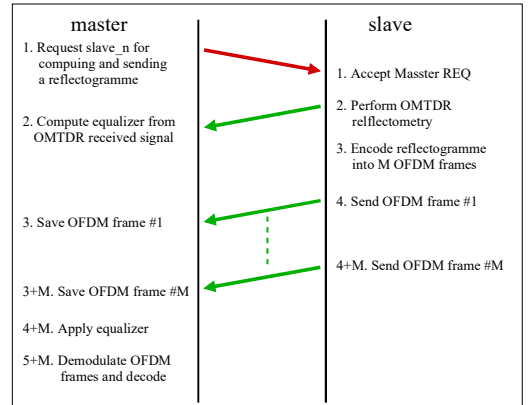 master
1. Request slave_n for
compuing and sending
a reflectogramme
2. Compute equalizer from
OMTDR received signal
3. Save OFDM frame #1
3+M. Save OFDM frame #M
4+M. Apply equalizer
5+M. Demodulate OFDM
frames and decode
slave
1. Accept Masster REQ
2. Perform OMTDR
relflectometry
3. Encode reflectogramme
into M OFDM frames
4. Send OFDM frame #1
4+M. Send OFDM frame #M